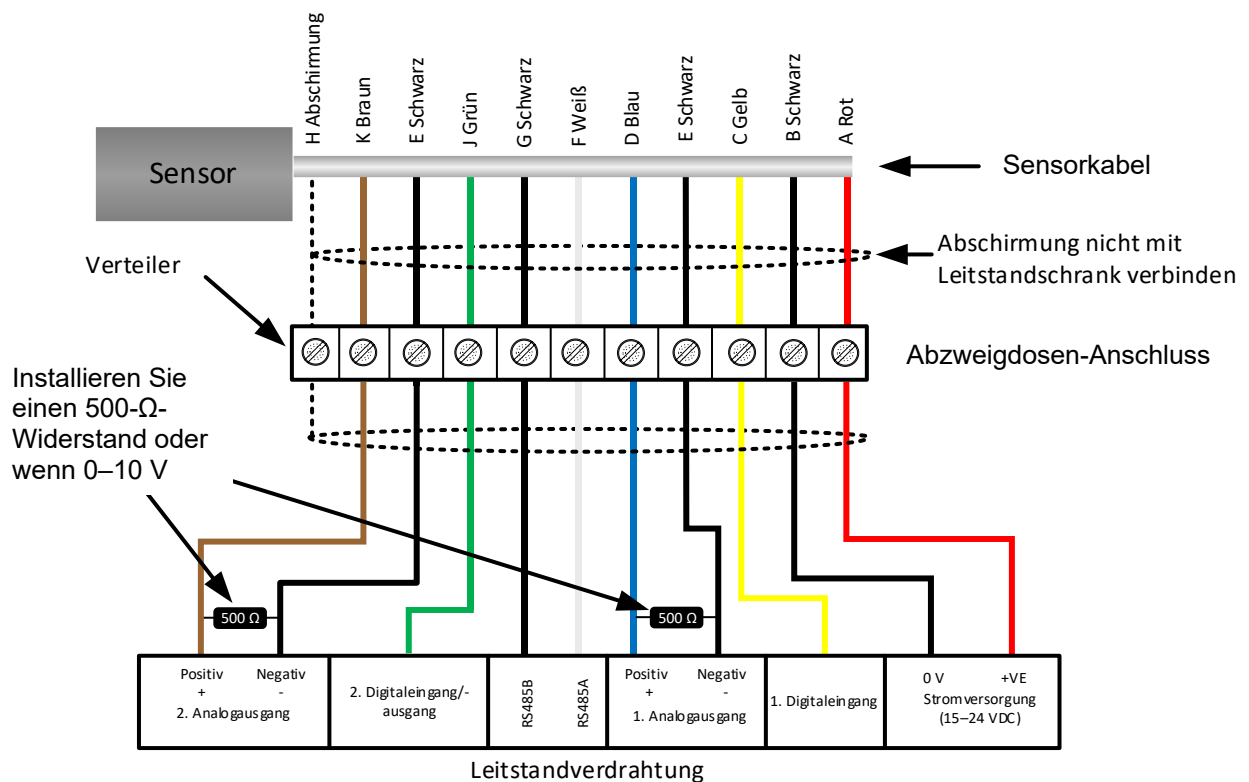 H Abschirmung
K Braun
E Schwarz
J Grün
G Schwarz
F Weiß
D Blau
E Schwarz
C Gelb
B Schwarz
A Rot
Sensor
Sensorkabel
Verteiler
Abschirmung nicht mit
Leitstandschrank verbinden
Abzweigdosen-Anschluss
Installieren Sie
einen 500-Ω-
Widerstand oder
wenn 0–10 V
500 Ω
500 Ω
Positiv
+
Negativ
-
2. Analogausgang
2. Digitaleingang/-
ausgang
RS485B
RS485A
Positiv
+
Negativ
-
1. Analogausgang
1. Digitaleingang
0 V
+VE
Stromversorgung
(15–24 VDC)
Leitstandverdrahtung